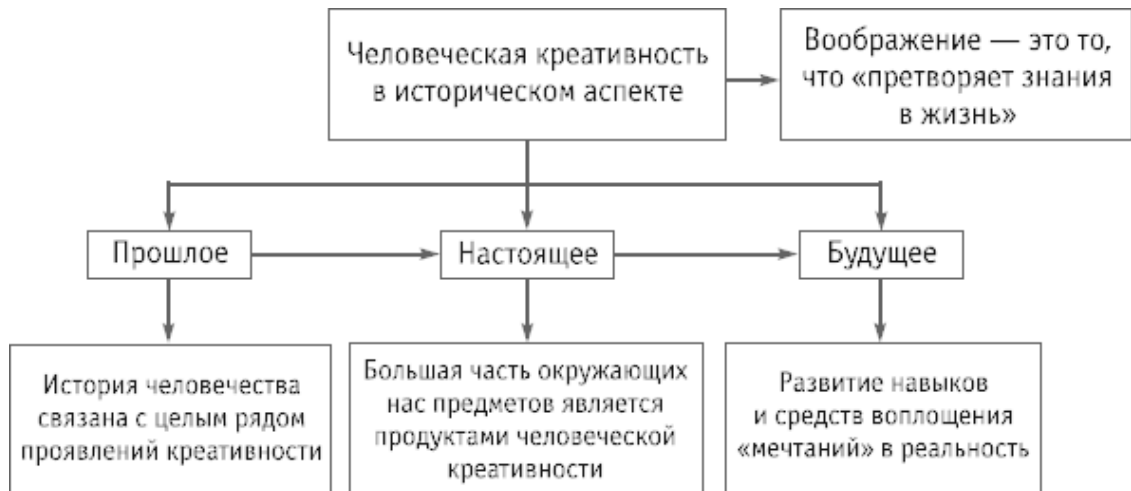 Человеческая креативность
в историческом аспекте
Воображение — это то,
что «претворяет знания
в жизнь»
Прошлое
Настоящее
Будущее
История человечества
связана с целым рядом
проявлений креативности
Большая часть окружающих
нас предметов является
продуктами человеческой
креативности
Развитие навыков
и средств воплощения
«мечтаний» в реальность